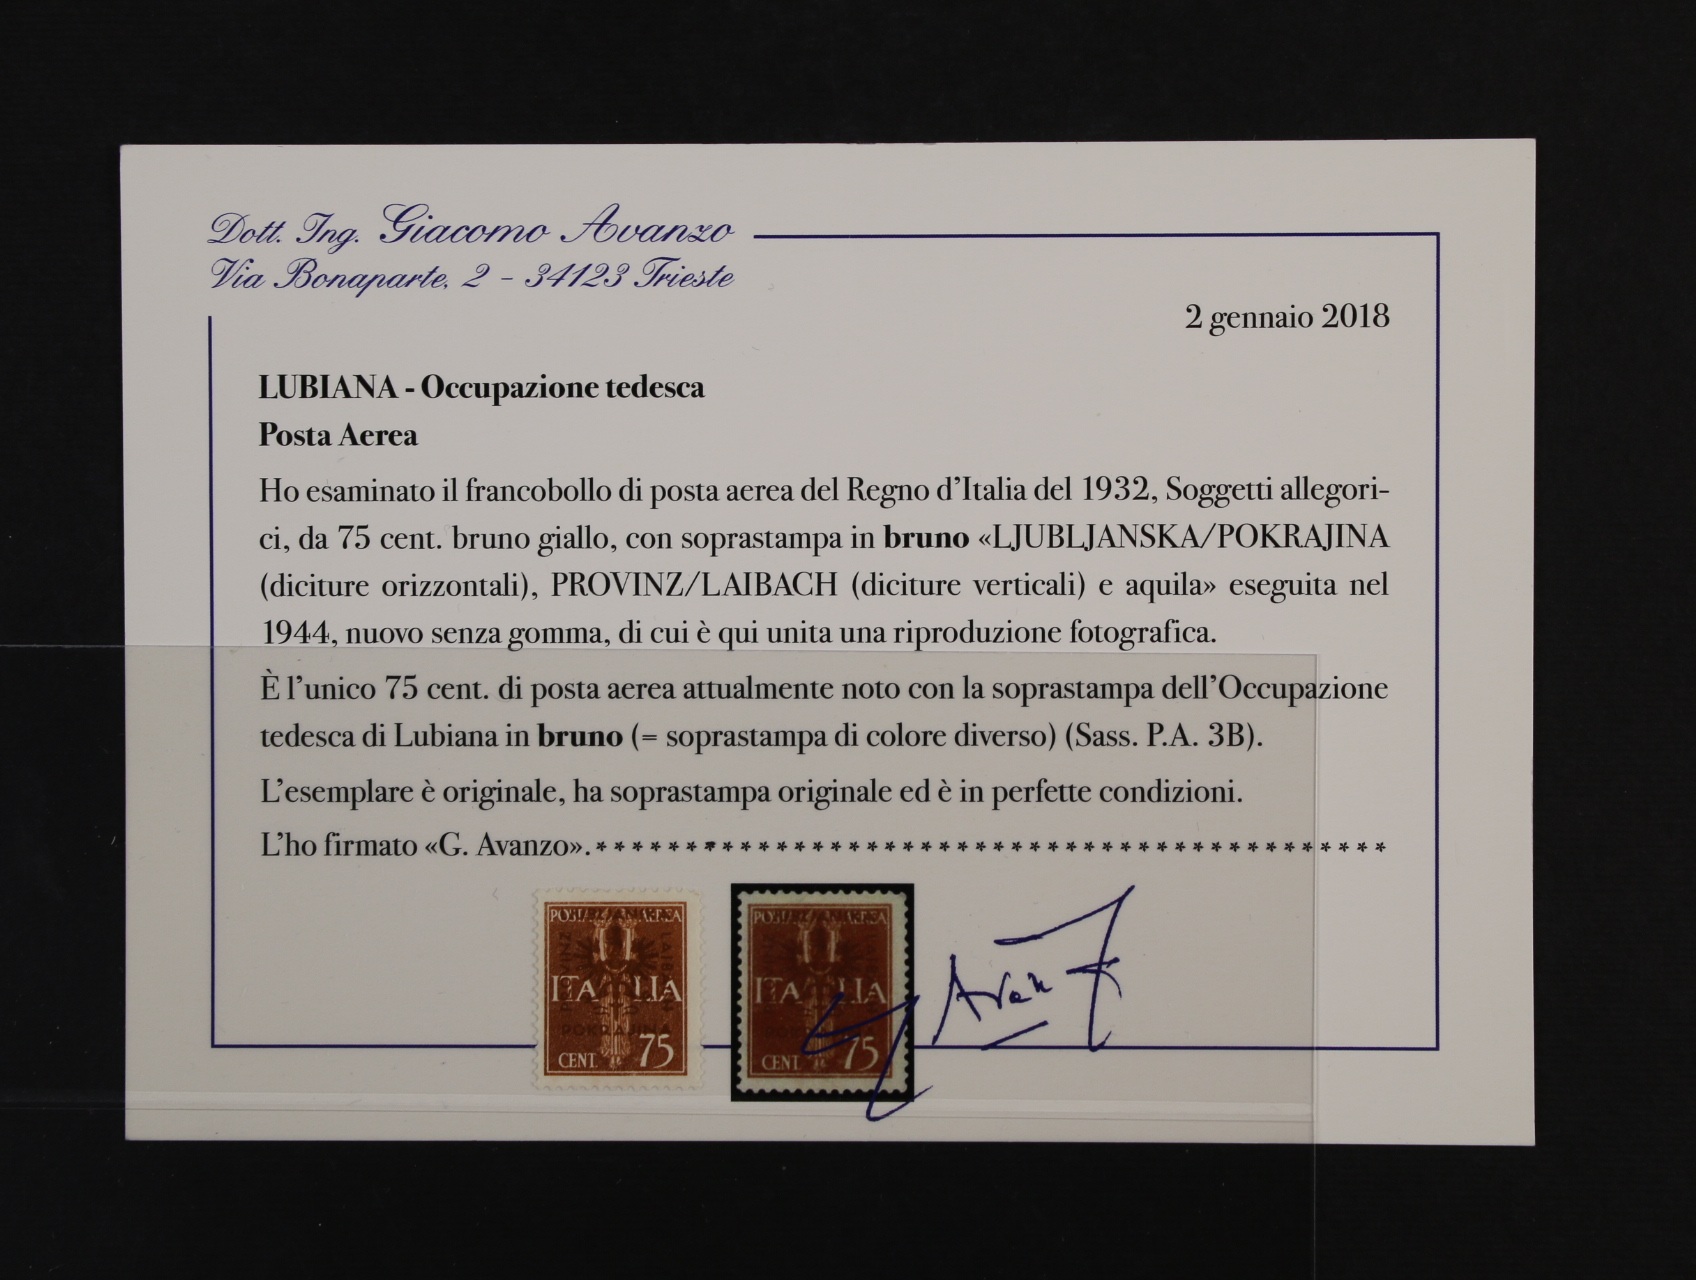 Dott. Ing. Giacomo Avanzo
Via Bonaparte, 2 - 34123 Trieste
2 gennaio 2018
LUBIANA - Occupazione tedesca
Posta Aerea
Ho esaminato il francobollo di posta aerea del Regno d'Italia del 1932, Soggetti allegori-
ci, da 75 cent. bruno giallo, con soprastampa in bruno «LJUBLJANSKA/POKRAJINA
(diciture orizzontali), PROVINZ/LAIBACH (diciture verticali) e aquila» eseguita nel
1944, nuovo senza gomma, di cui è qui unita una riproduzione fotografica.
È l'unico 75 cent. di posta aerea attualmente noto con la soprastampa dell'Occupazione
tedesca di Lubiana in bruno (= soprastampa di colore diverso) (Sass. P.A. 3B).
L'esemplare è originale, ha soprastampa originale ed è in perfette condizioni.
L'ho firmato «G. Avanzo». * * * * * * * * * * * * * * * * * * * * * * * * * * * * * * * * * * * * * * * * * * * *
AEREA
ITALIA
POKRAJINA
CENT. 75
ITALIA
CENT. 75